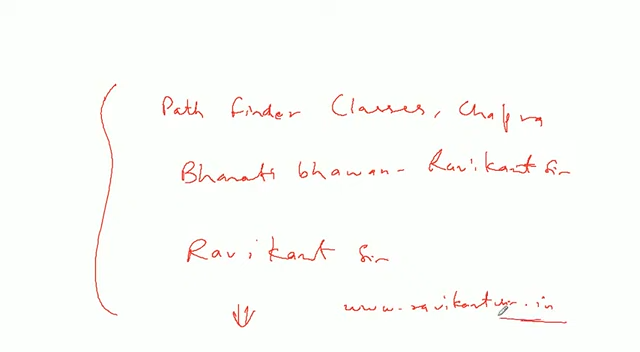 Path Finder Classes, Chapra
Bharati bhawan - Ravikant Sir
Ravikant Sir